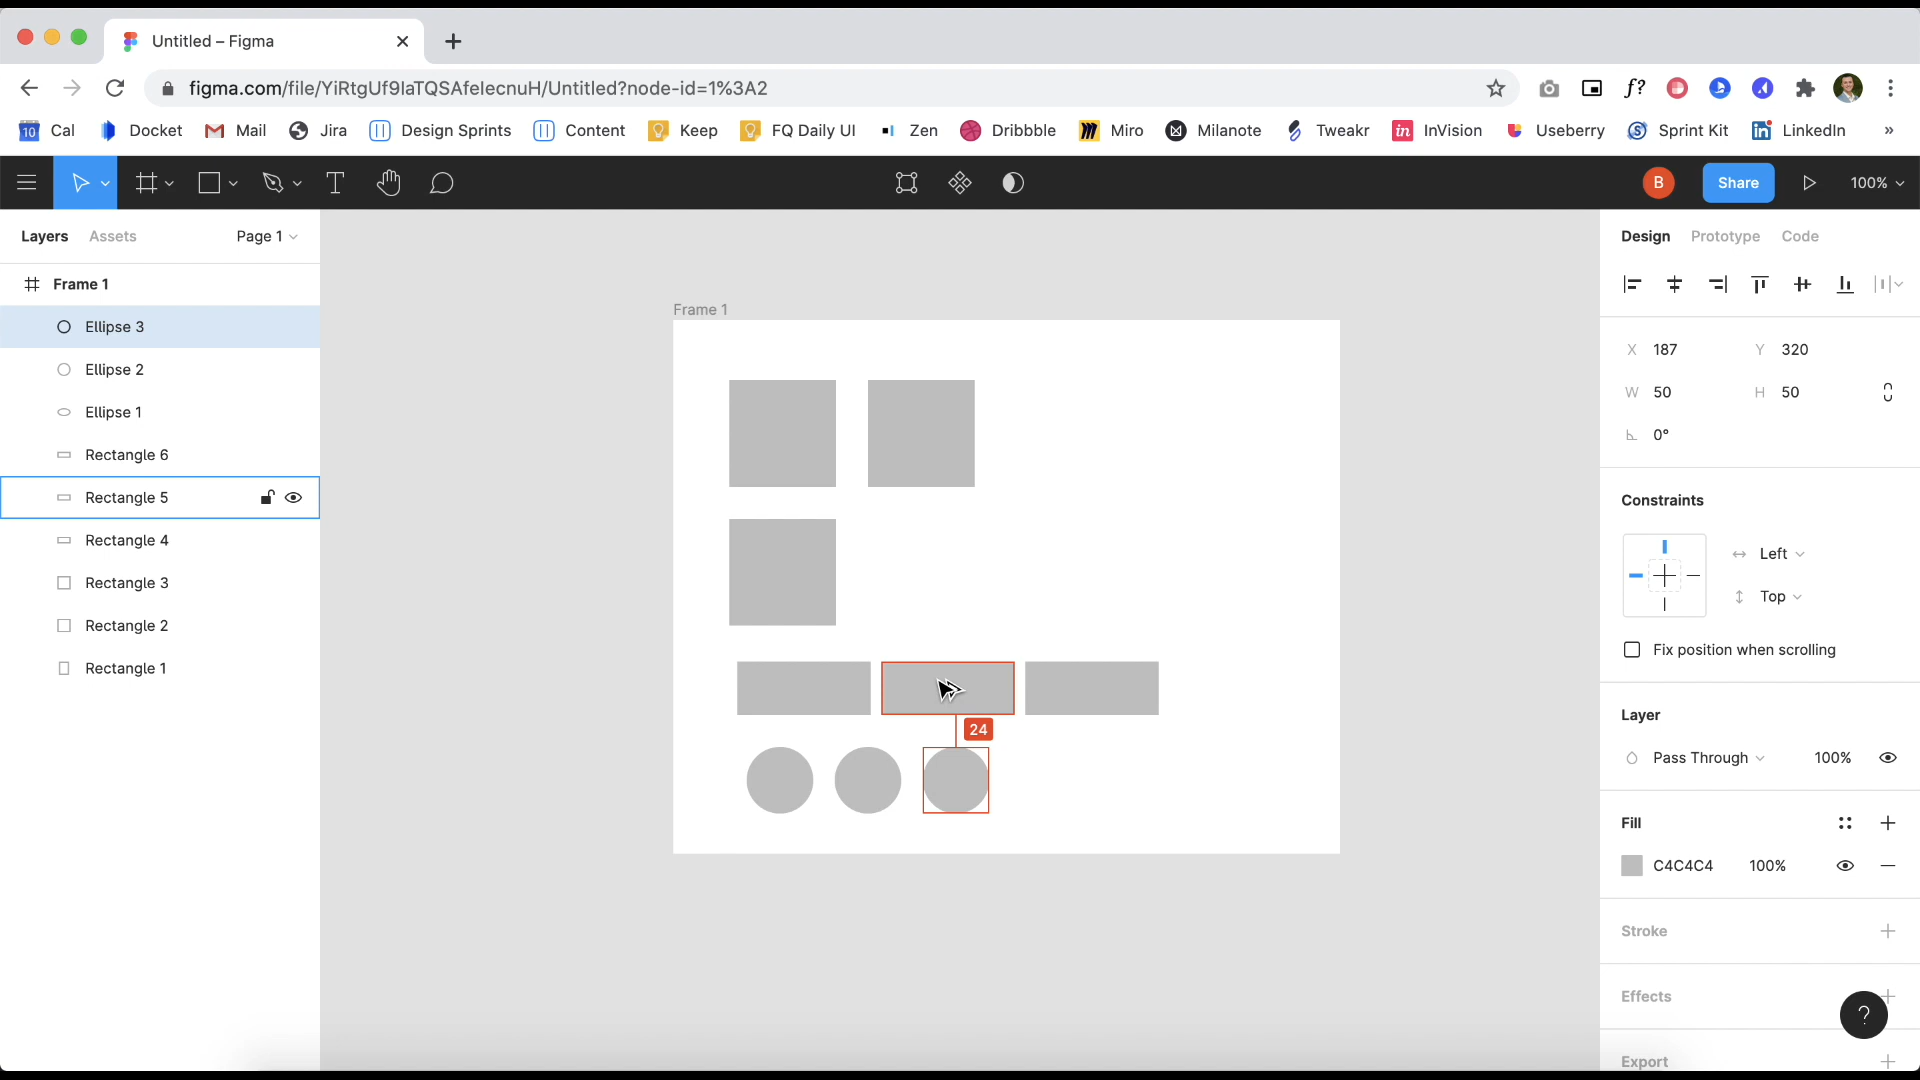 Untitled – Figma
figma.com/file/YiRtgUf9IaTQSAfelecnuH/Untitled?node-id=1%3A2
f?
10 Cal Docket Mail Jira Design Sprints Content Keep FQ Daily UI Zen Dribbble Miro Milanote Tweakr in InVision Useberry Sprint Kit LinkedIn »
B Share 100%
Layers Assets Page 1
Design Prototype Code
Frame 1
Ellipse 3
Ellipse 2
Ellipse 1
Rectangle 6
Rectangle 5
Rectangle 4
Rectangle 3
Rectangle 2
Rectangle 1
Frame 1
24
X 187 Y 320
W 50 H 50
0°
Constraints
Left
Top
Fix position when scrolling
Layer
Pass Through 100%
Fill
C4C4C4 100%
Stroke
Effects
?
Export